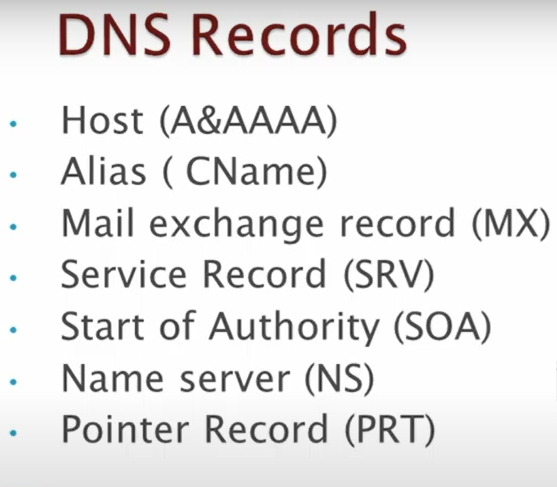 DNS Records
• Host (A&AAAA)
• Alias ( CName)
• Mail exchange record (MX)
• Service Record (SRV)
• Start of Authority (SOA)
• Name server (NS)
• Pointer Record (PRT)